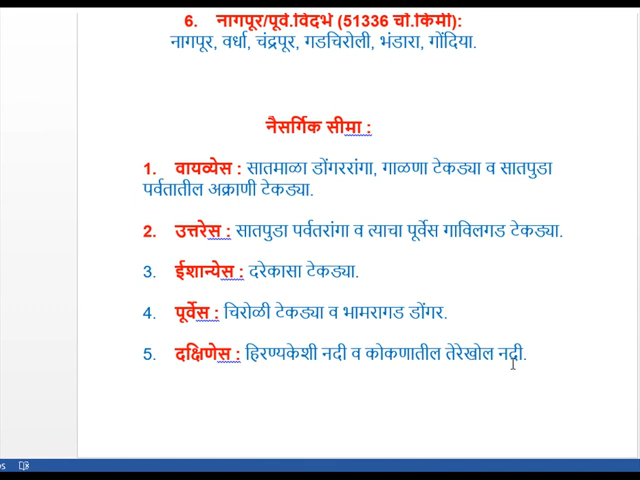 6. नागपूर/पूर्व.विदर्भ (51336 चौ.किमी):
नागपूर, वर्धा, चंद्रपूर, गडचिरोली, भंडारा, गोंदिया.
नैसर्गिक सीमा :
1. वायव्येस : सातमाळा डोंगररांगा, गाळणा टेकड्या व सातपुडा
पर्वतातील अक्राणी टेकड्या.
2. उत्तरेस : सातपुडा पर्वतरांगा व त्याचा पूर्वेस गाविलगड टेकड्या.
3. ईशान्येस : दरेकासा टेकड्या.
4. पूर्वेस : चिरोळी टेकड्या व भामरागड डोंगर.
5. दक्षिणेस : हिरण्यकेशी नदी व कोकणातील तेरेखोल नदी.